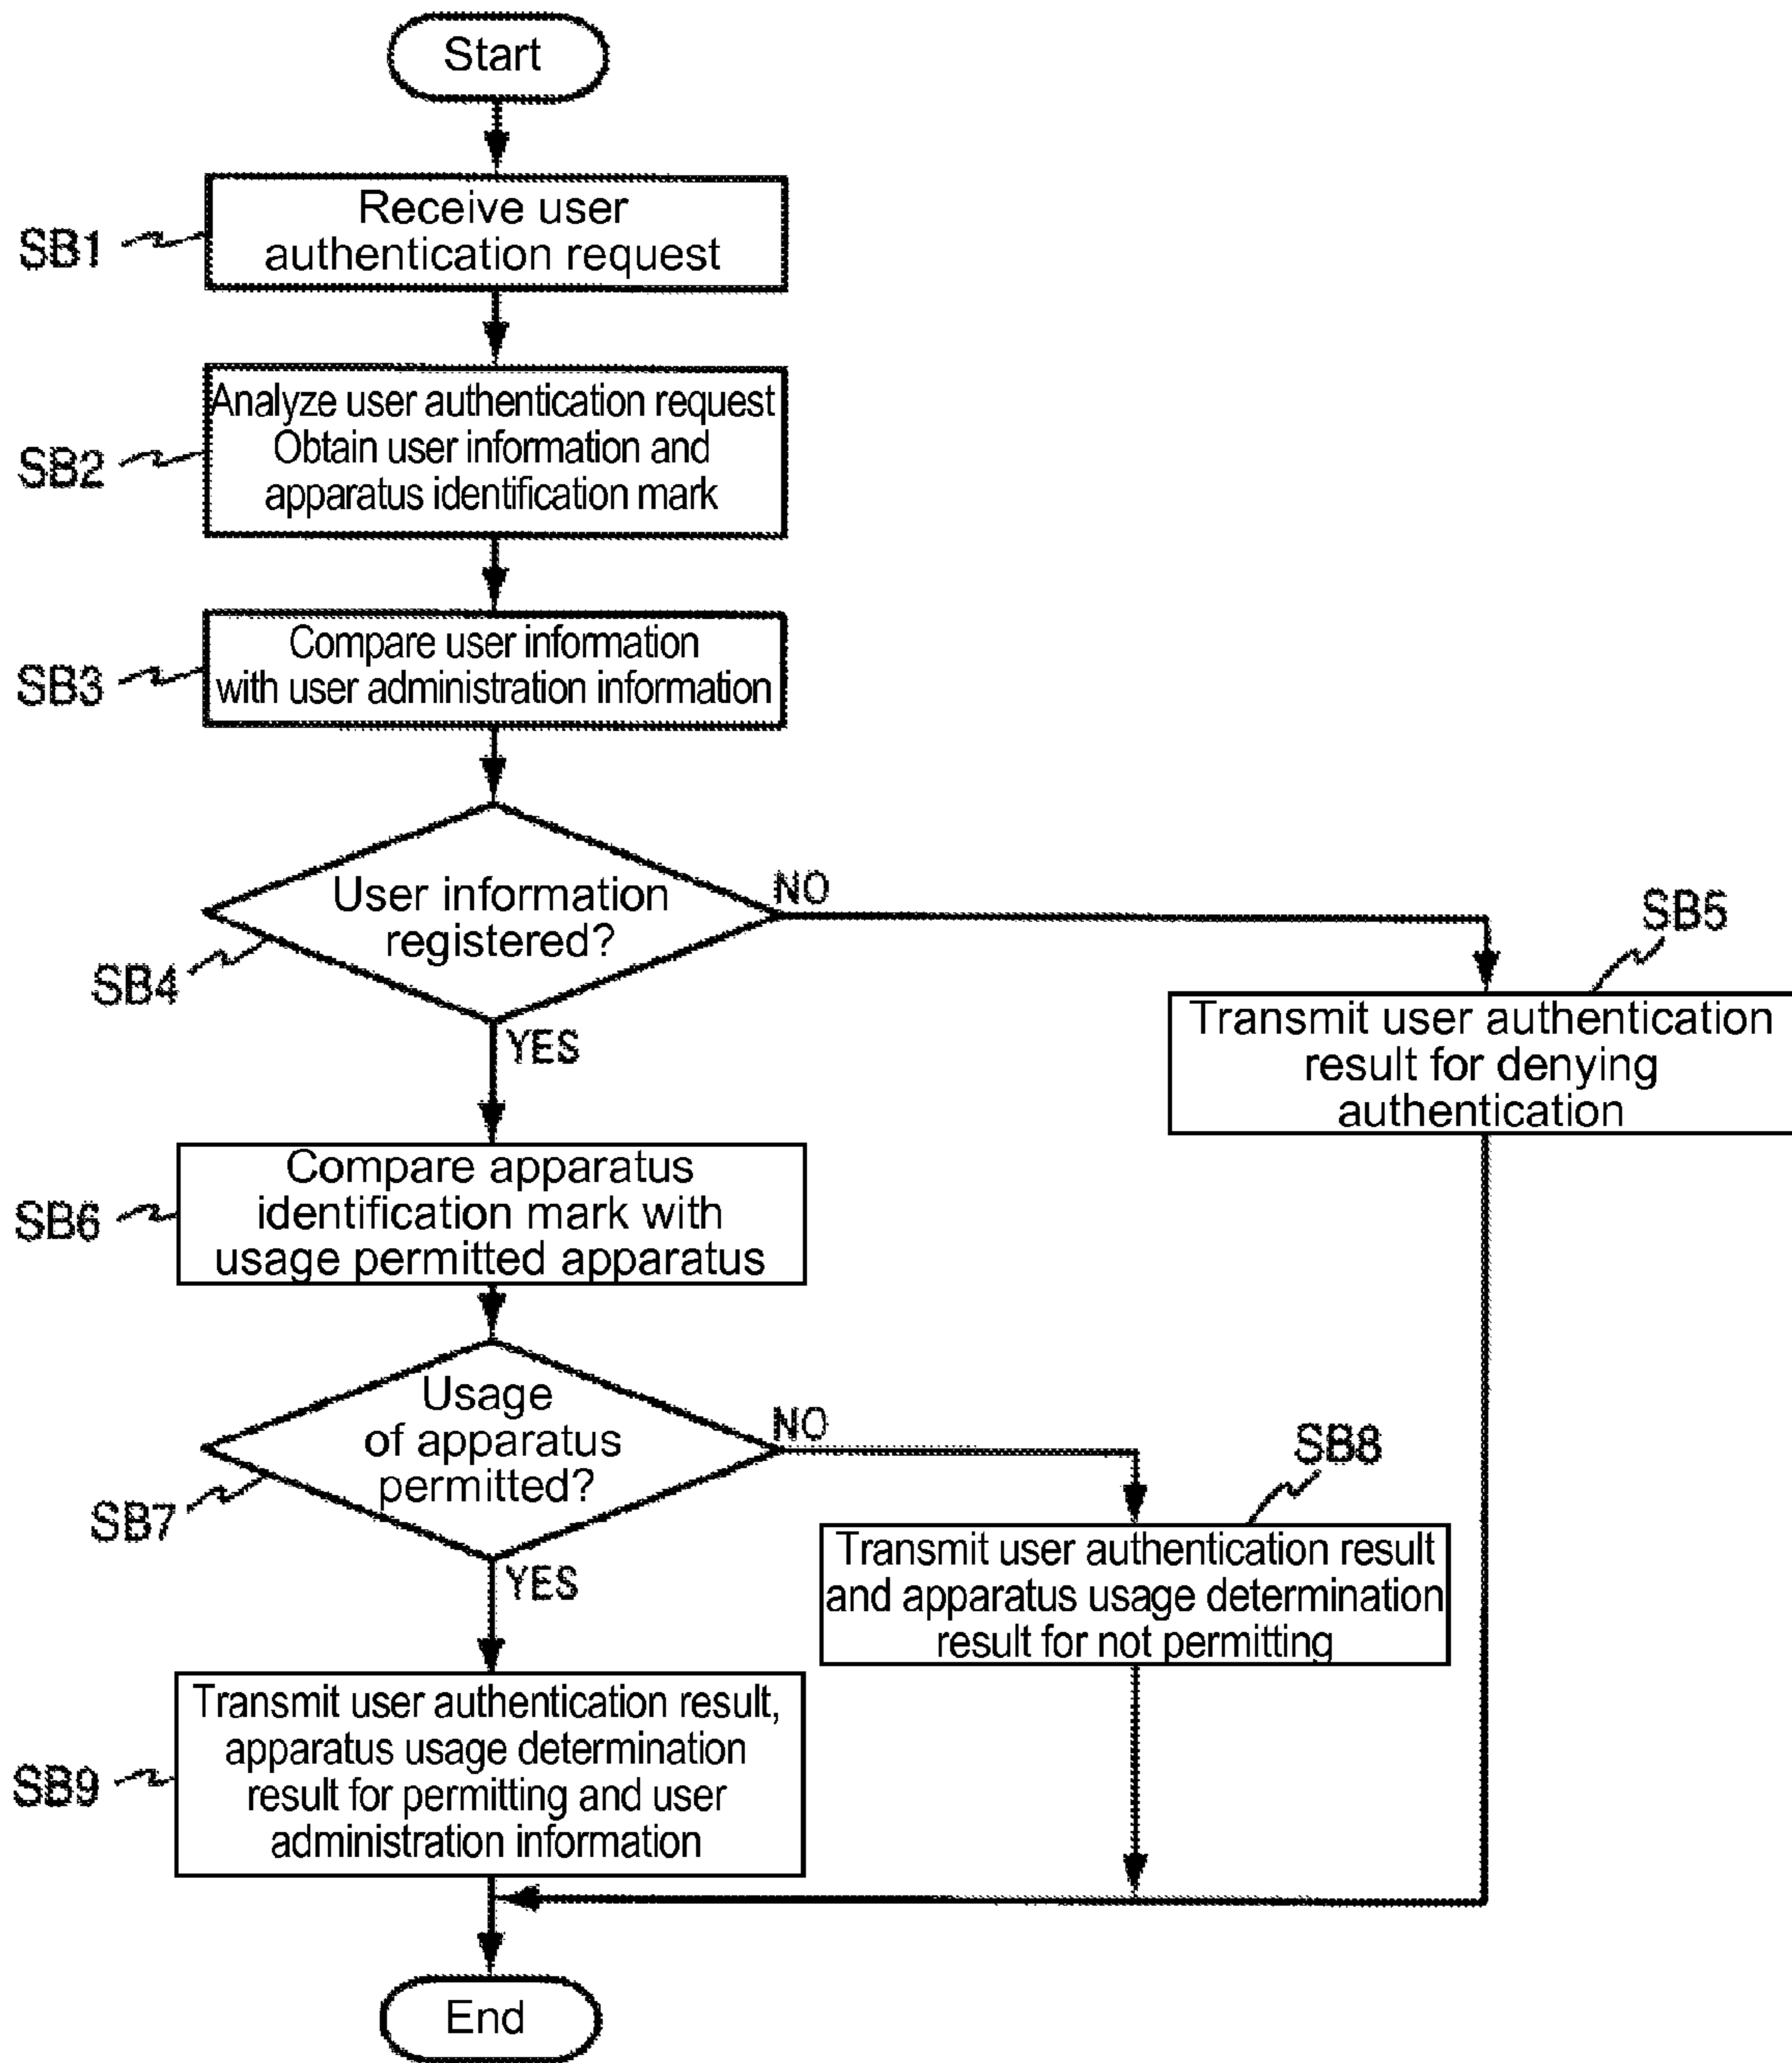 Start
SB1
Receive user
authentication request
SB2
Analyze user authentication request
Obtain user information and
apparatus identification mark
SB3
Compare user information
with user administration information
SB4
User information
registered?
NO
YES
SB5
Transmit user authentication
result for denying
authentication
SB6
Compare apparatus
identification mark with
usage permitted apparatus
SB7
Usage
of apparatus
permitted?
NO
YES
SB8
Transmit user authentication result
and apparatus usage determination
result for not permitting
SB9
Transmit user authentication result,
apparatus usage determination
result for permitting and user
administration information
End